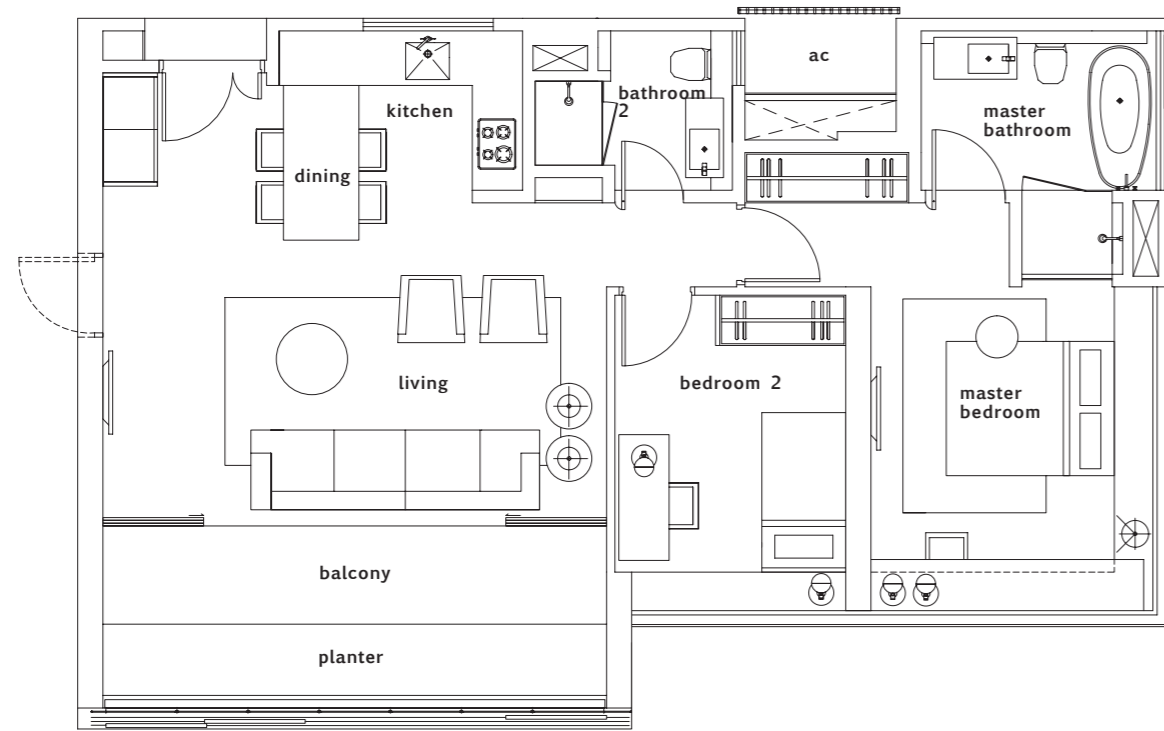 ac
kitchen
bathroom
2
master
bathroom
dining
living
bedroom 2
master
bedroom
balcony
planter